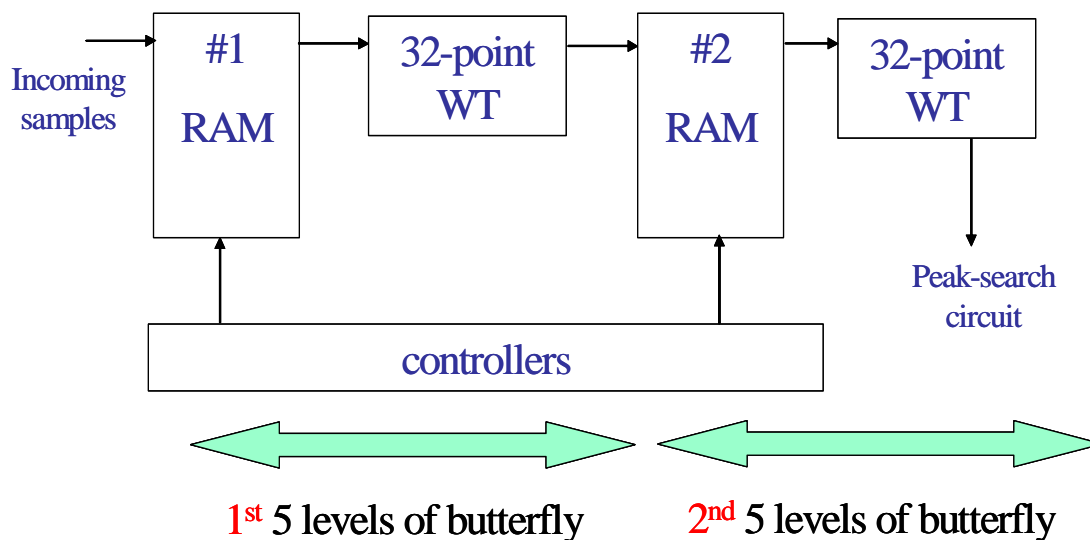 Incoming
samples
#1
RAM
32-point
WT
#2
RAM
32-point
WT
Peak-search
circuit
controllers
1st 5 levels of butterfly
2nd 5 levels of butterfly